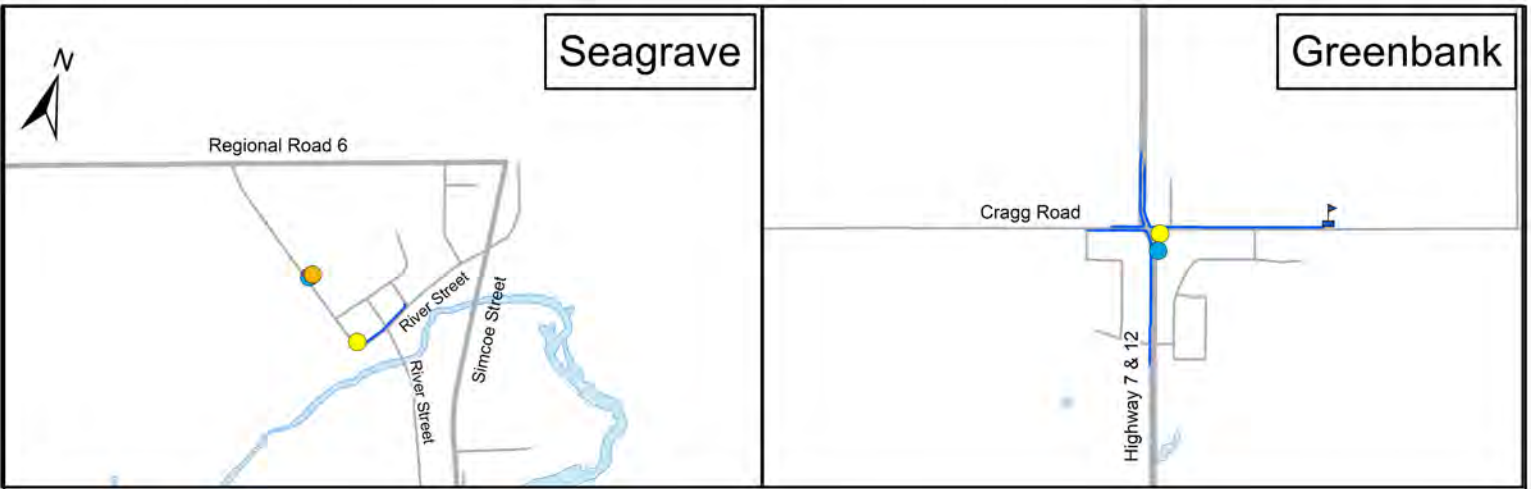 N
Seagrave
Regional Road 6
River Street
Simcoe Street
River Street
Greenbank
Cragg Road
Highway 7 & 12